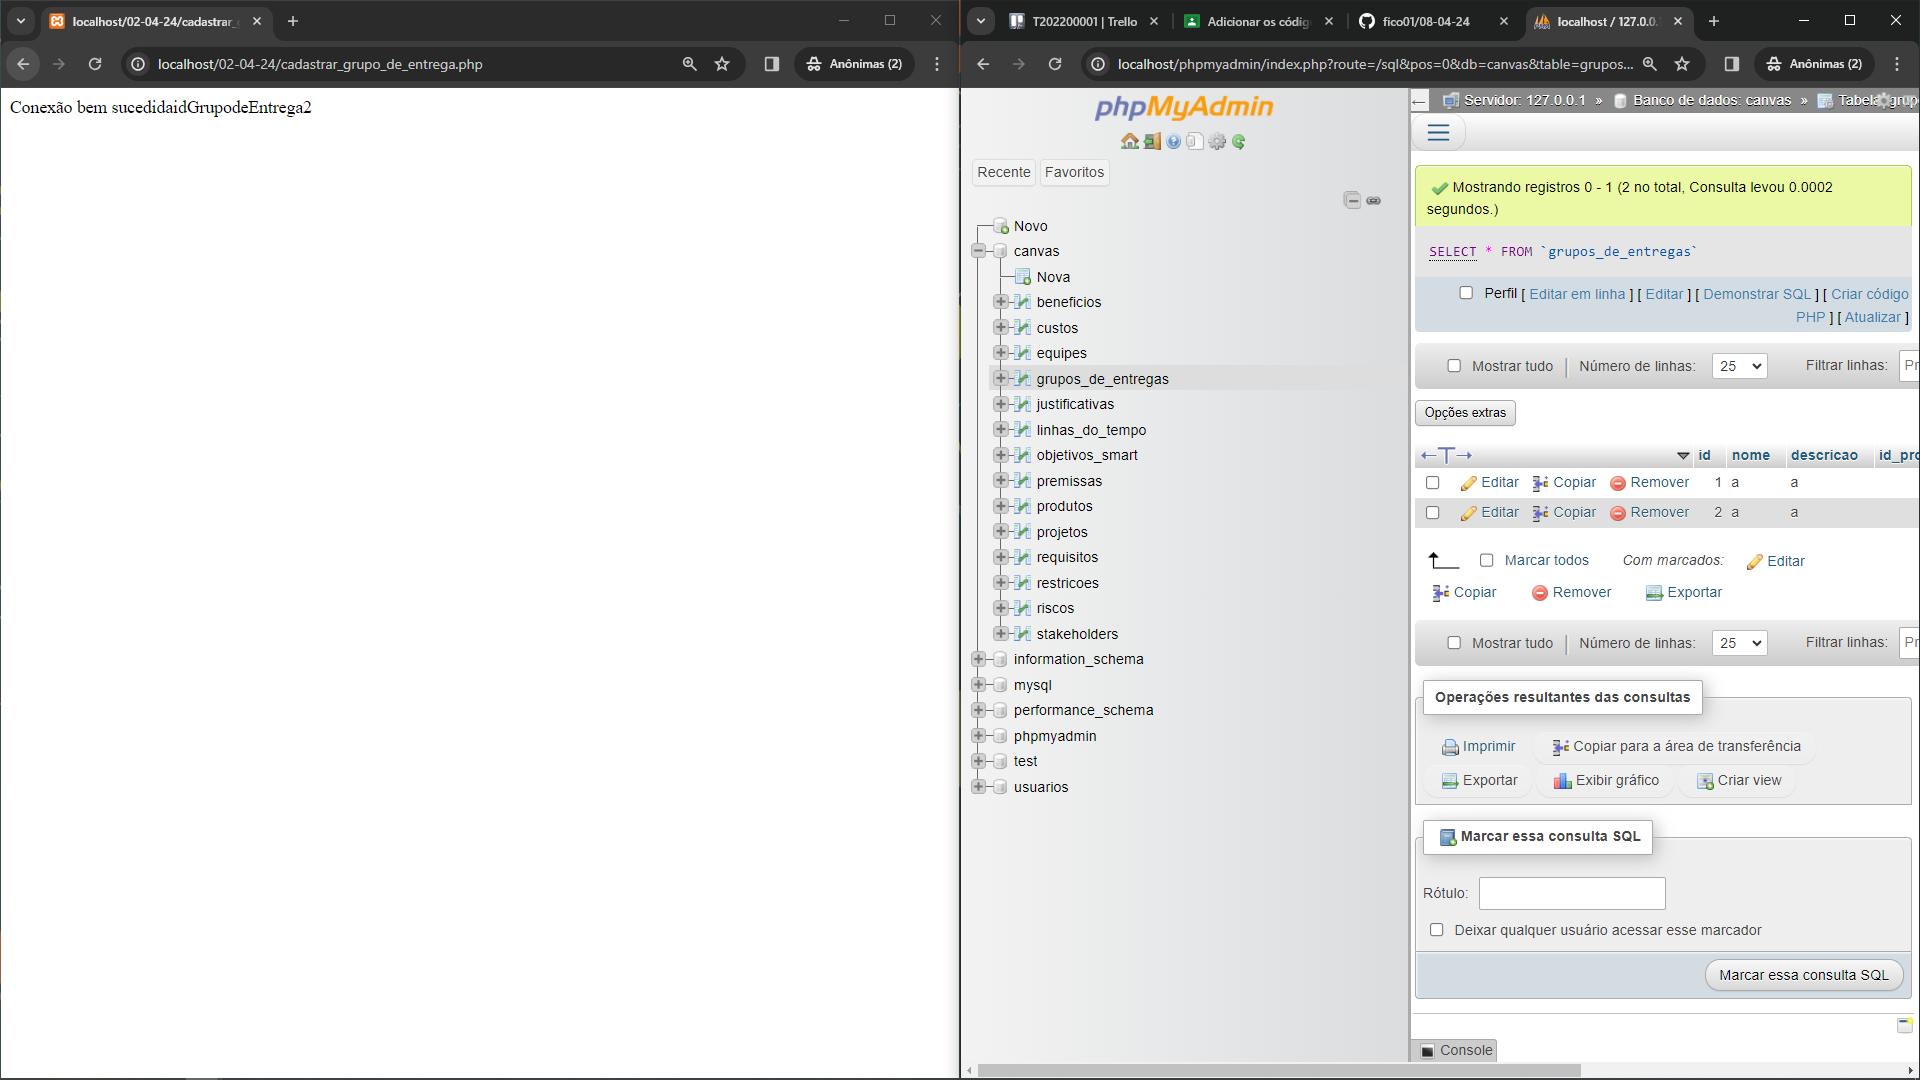 localhost/02-04-24/cadastrar_
localhost/02-04-24/cadastrar_grupo_de_entrega.php
Anônimas (2)
Conexão bem sucedidaidGrupodeEntrega2
T202200001 | Trello
Adicionar os códig
fico01/08-04-24
localhost / 127.0.0.
localhost/phpmyadmin/index.php?route=/sql&pos=0&db=canvas&table=grupos...
Anônimas (2)
phpMyAdmin
Recente
Favoritos
Novo
canvas
Nova
beneficios
custos
equipes
grupos_de_entregas
justificativas
linhas_do_tempo
objetivos_smart
premissas
produtos
projetos
requisitos
restricoes
riscos
stakeholders
information_schema
mysql
performance_schema
phpmyadmin
test
usuarios
Servidor: 127.0.0.1 » Banco de dados: canvas »
Mostrando registros 0 - 1 (2 no total, Consulta levou 0.0002
segundos.)
SELECT * FROM `grupos_de_entregas`
Perfil [ Editar em linha ] [ Editar ] [ Demonstrar SQL ] [ Criar código
PHP ] [ Atualizar ]
Mostrar tudo | Número de linhas: 25 Filtrar linhas: Pr
Opções extras
←T→ id nome descricao id_pro
Editar Copiar Remover 1 a a
Editar Copiar Remover 2 a a
Marcar todos Com marcados: Editar
Copiar Remover Exportar
Mostrar tudo | Número de linhas: 25 Filtrar linhas: Pr
Operações resultantes das consultas
Imprimir Copiar para a área de transferência
Exportar Exibir gráfico Criar view
Marcar essa consulta SQL
Rótulo:
Deixar qualquer usuário acessar esse marcador
Marcar essa consulta SQL
Console